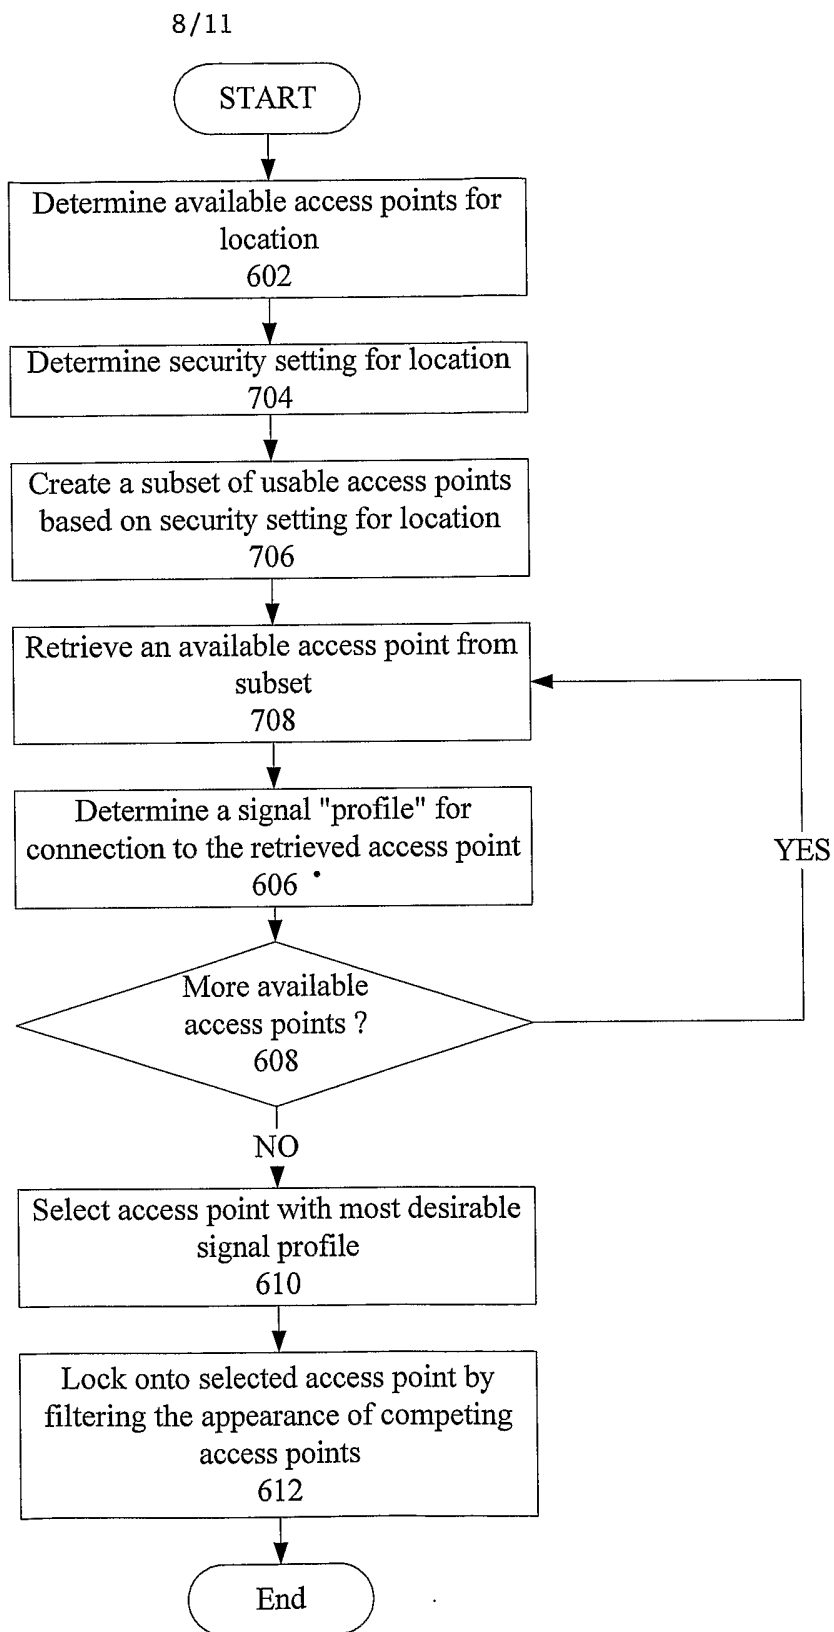 8/11
START
Determine available access points for
location
602
Determine security setting for location
704
Create a subset of usable access points
based on security setting for location
706
Retrieve an available access point from
subset
708
Determine a signal "profile" for
connection to the retrieved access point
606
YES
More available
access points ?
608
NO
Select access point with most desirable
signal profile
610
Lock onto selected access point by
filtering the appearance of competing
access points
612
End